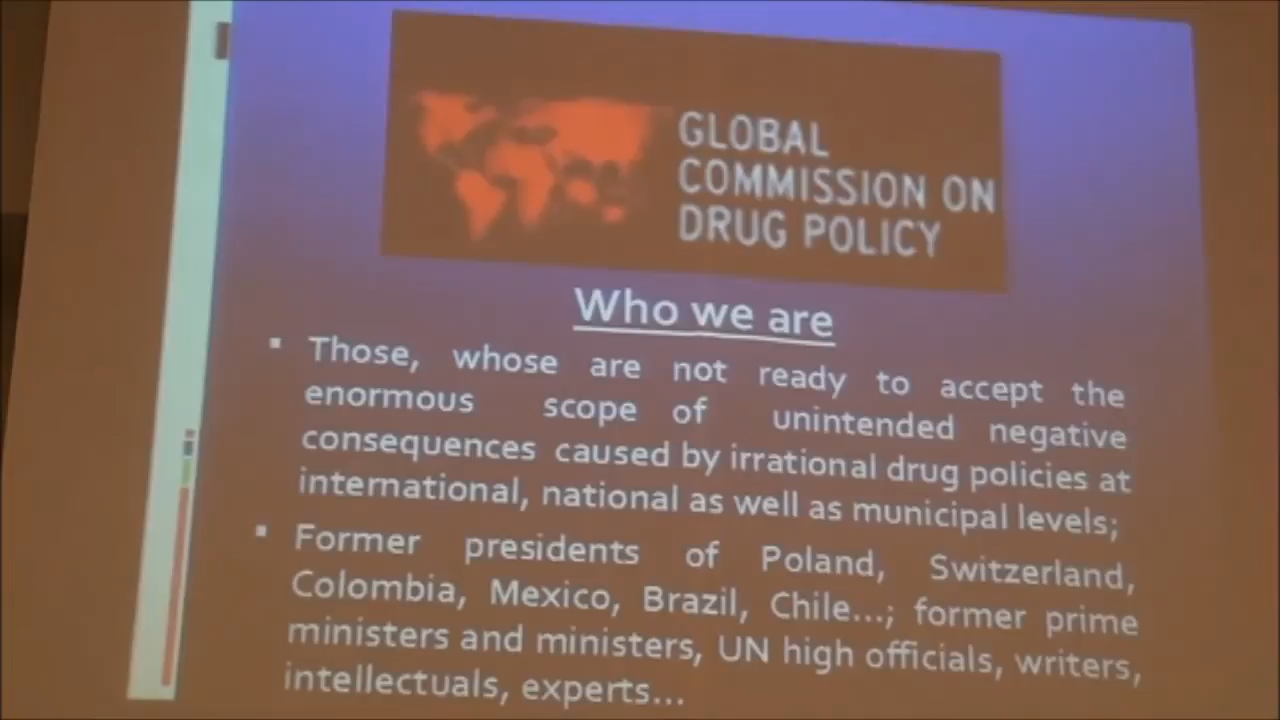 GLOBAL
COMMISSION ON
DRUG POLICY
Who we are
▪ Those, whose are not ready to accept the
enormous scope of unintended negative
consequences caused by irrational drug policies at
international, national as well as municipal levels;
▪ Former presidents of Poland, Switzerland,
Colombia, Mexico, Brazil, Chile...; former prime
ministers and ministers, UN high officials, writers,
intellectuals, experts...